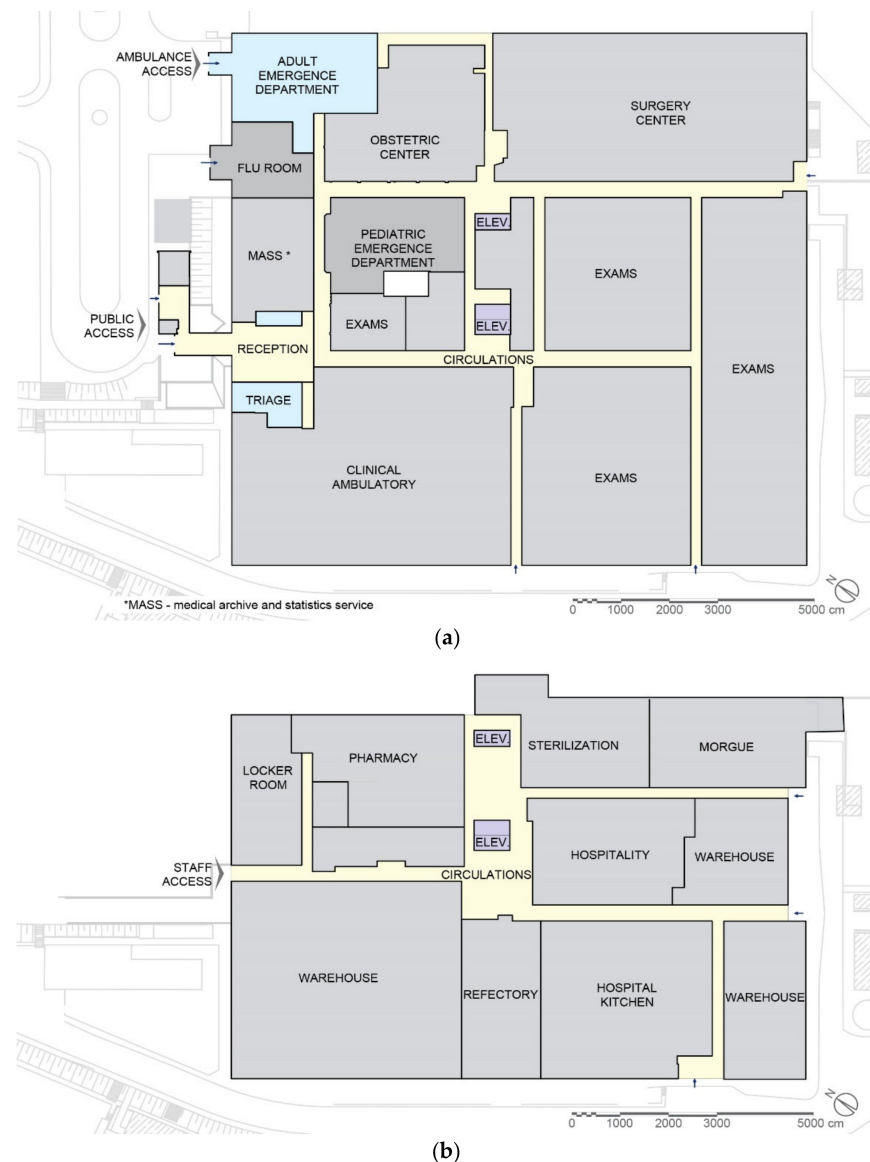 AMBULANCE
ACCESS
ADULT
EMERGENCE
DEPARTMENT
SURGERY
CENTER
OBSTETRIC
CENTER
FLU ROOM
ELEV.
PEDIATRIC
EMERGENCE
DEPARTMENT
MASS *
EXAMS
PUBLIC
ACCESS
EXAMS
ELEV.
RECEPTION
CIRCULATIONS
EXAMS
TRIAGE
CLINICAL
AMBULATORY
EXAMS
*MASS - medical archive and statistics service
N
0 1000 2000 3000 5000 cm
(a)
ELEV.
STERILIZATION
MORGUE
PHARMACY
LOCKER
ROOM
ELEV.
HOSPITALITY
WAREHOUSE
STAFF
ACCESS
CIRCULATIONS
WAREHOUSE
REFECTORY
HOSPITAL
KITCHEN
WAREHOUSE
N
0 1000 2000 3000 5000 cm
(b)